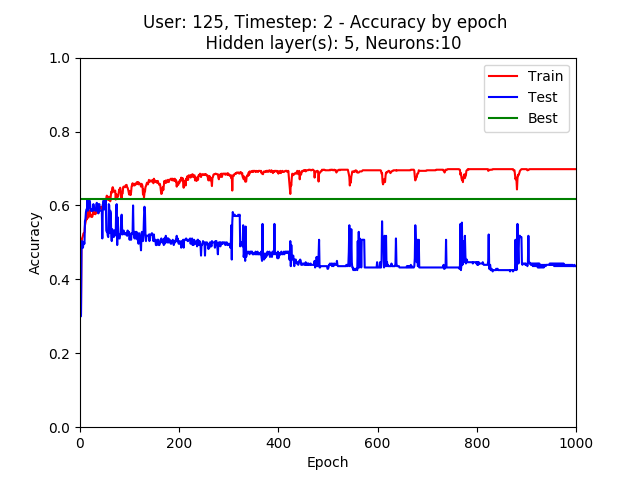 User: 125, Timestep: 2 - Accuracy by epoch
Hidden layer(s): 5, Neurons:10
1.0
Train
Test
Best
0.8
0.6
Accuracy
0.4
0.2
0.0
0
200
400
600
800
1000
Epoch